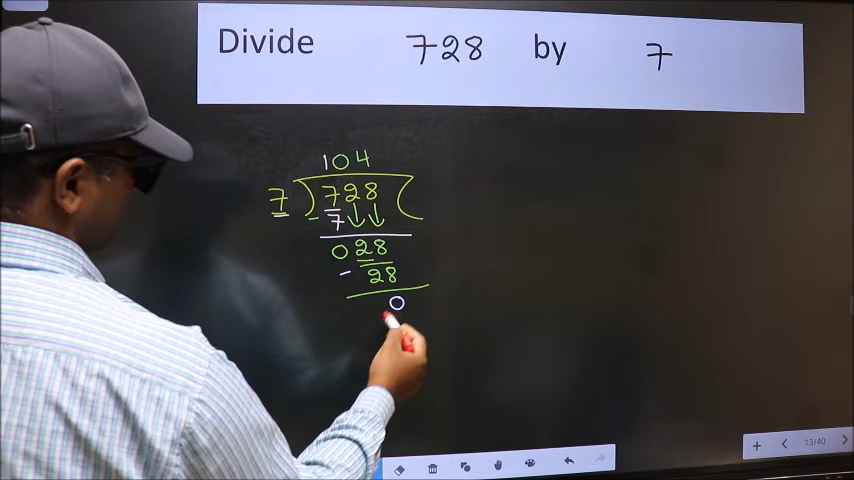 Divide 728 by 7
104
7 ) 728 (
- 7
028
- 28
0
+ < 13/40 >